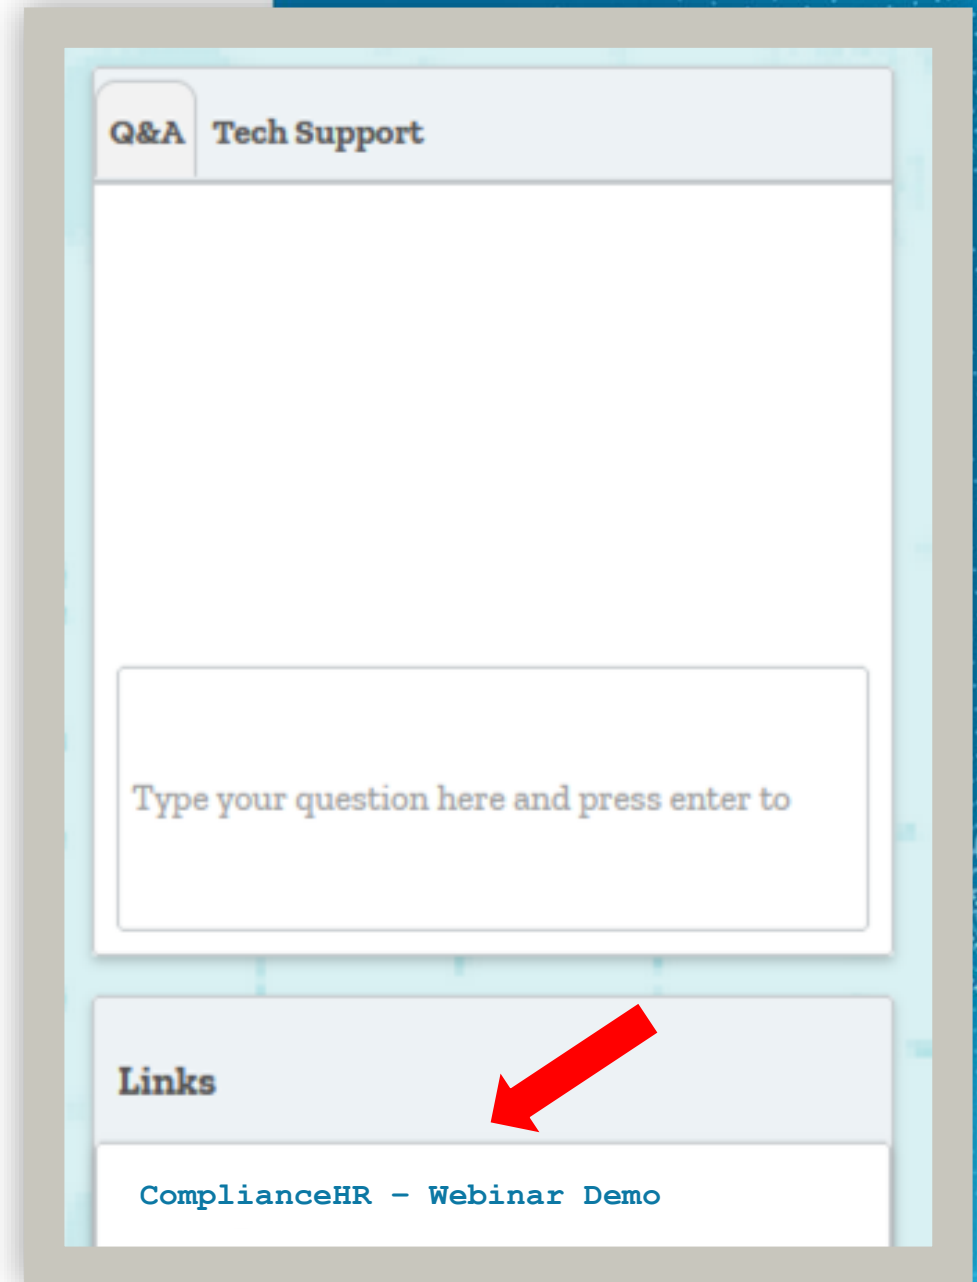 Q&A Tech Support
Type your question here and press enter to
Links
ComplianceHR – Webinar Demo